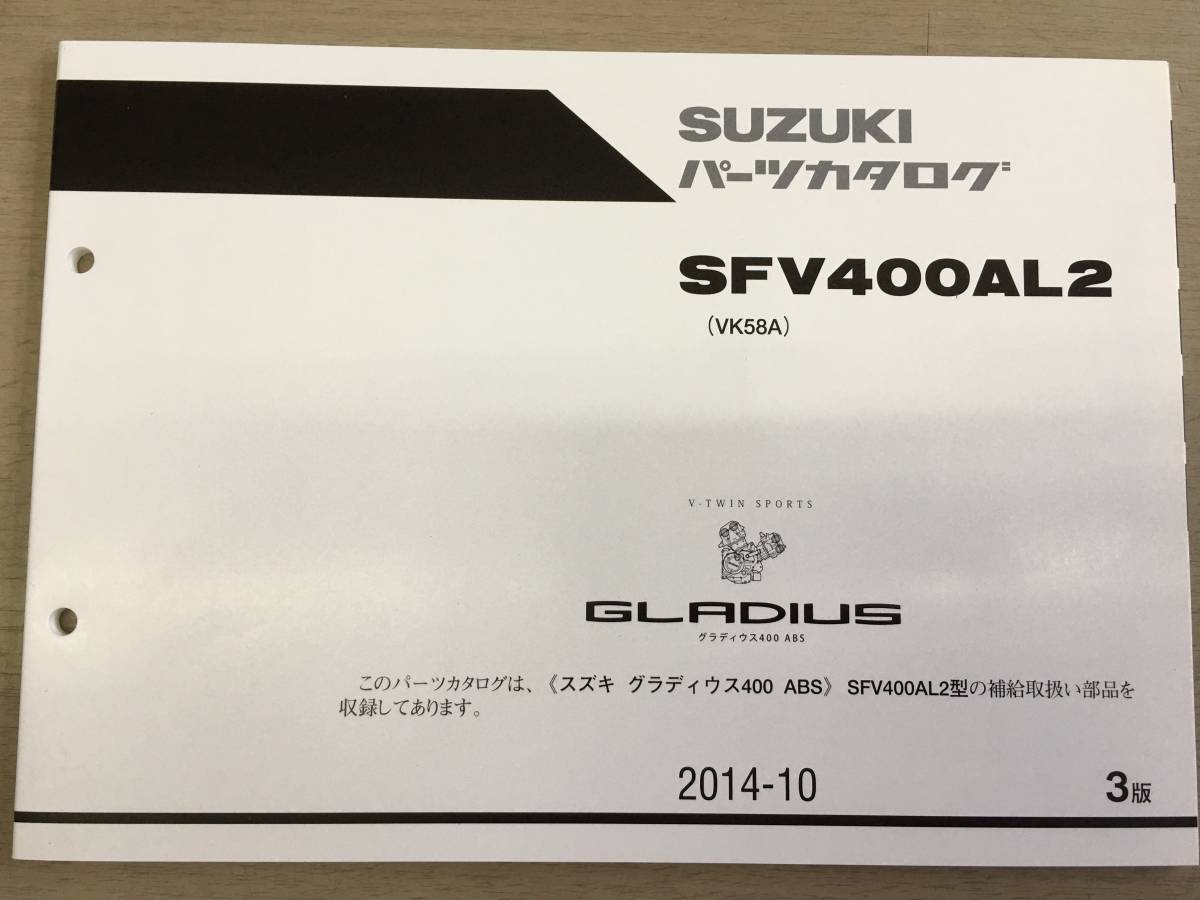 SUZUKI
パーツカタログ
SFV400AL2
(VK58A)
V-TWIN SPORTS
GLADIUS
グラディウス400 ABS
このパーツカタログは、《スズキ グラディウス400 ABS》 SFV400AL2型の補給取扱い部品を
収録してあります。
2014-10 3版